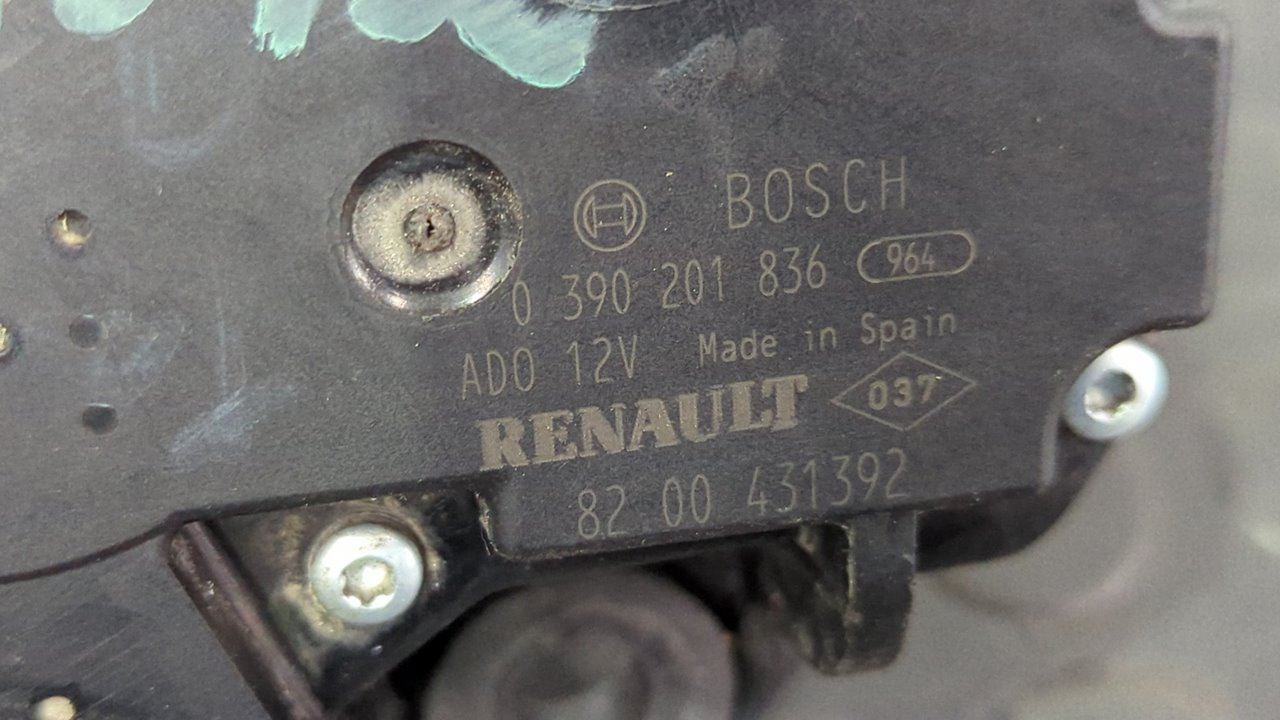 BOSCH
0 390 201 836 964
ADO 12V Made in Spain
RENAULT 037
82 00 431392